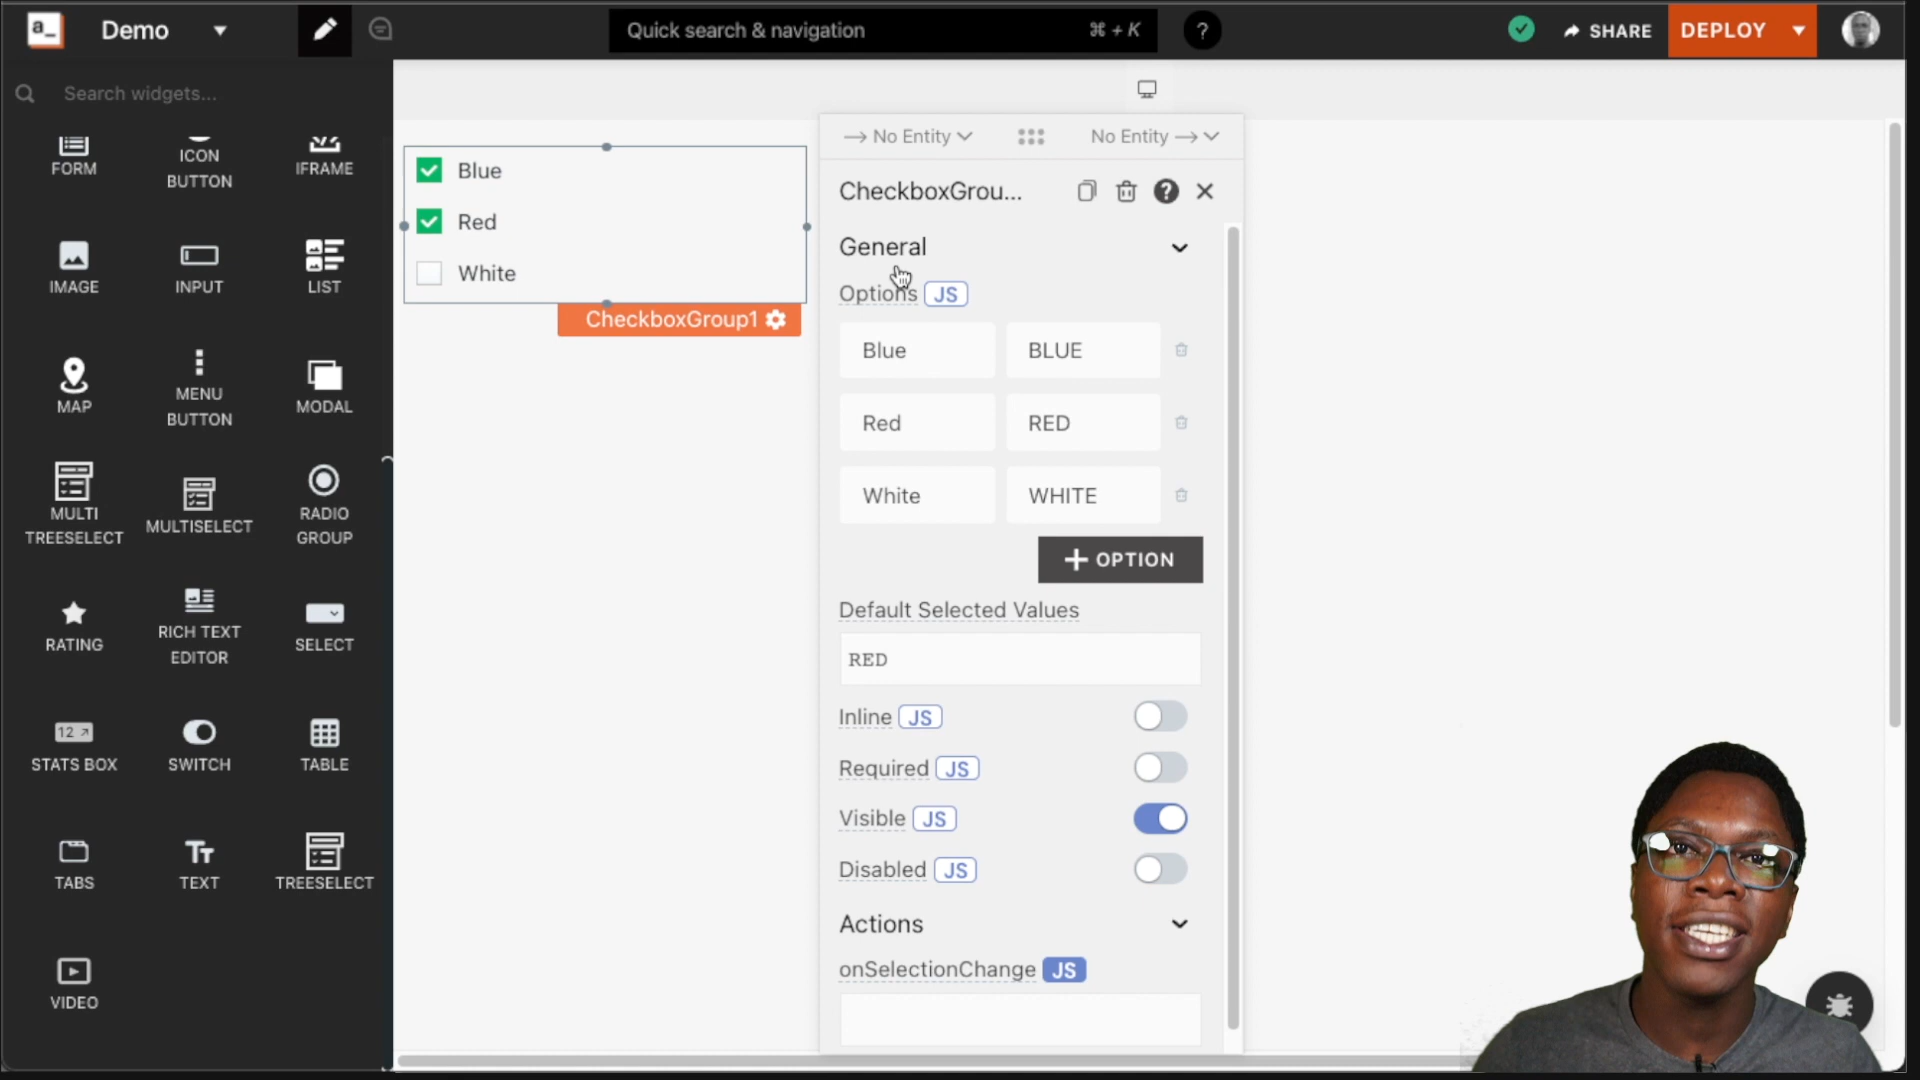 a_
Demo
Quick search & navigation
⌘ + K
?
SHARE
DEPLOY
Search widgets...
FORM
ICON
BUTTON
IFRAME
IMAGE
INPUT
LIST
MAP
MENU
BUTTON
MODAL
MULTI
TREESELECT
MULTISELECT
RADIO
GROUP
RATING
RICH TEXT
EDITOR
SELECT
12
STATS BOX
SWITCH
TABLE
TABS
Tт
TEXT
TREESELECT
VIDEO
Blue
Red
White
CheckboxGroup1
No Entity
No Entity
CheckboxGrou...
?
General
Options JS
Blue BLUE
Red RED
White WHITE
+ OPTION
Default Selected Values
RED
Inline JS
Required JS
Visible JS
Disabled JS
Actions
onSelectionChange JS